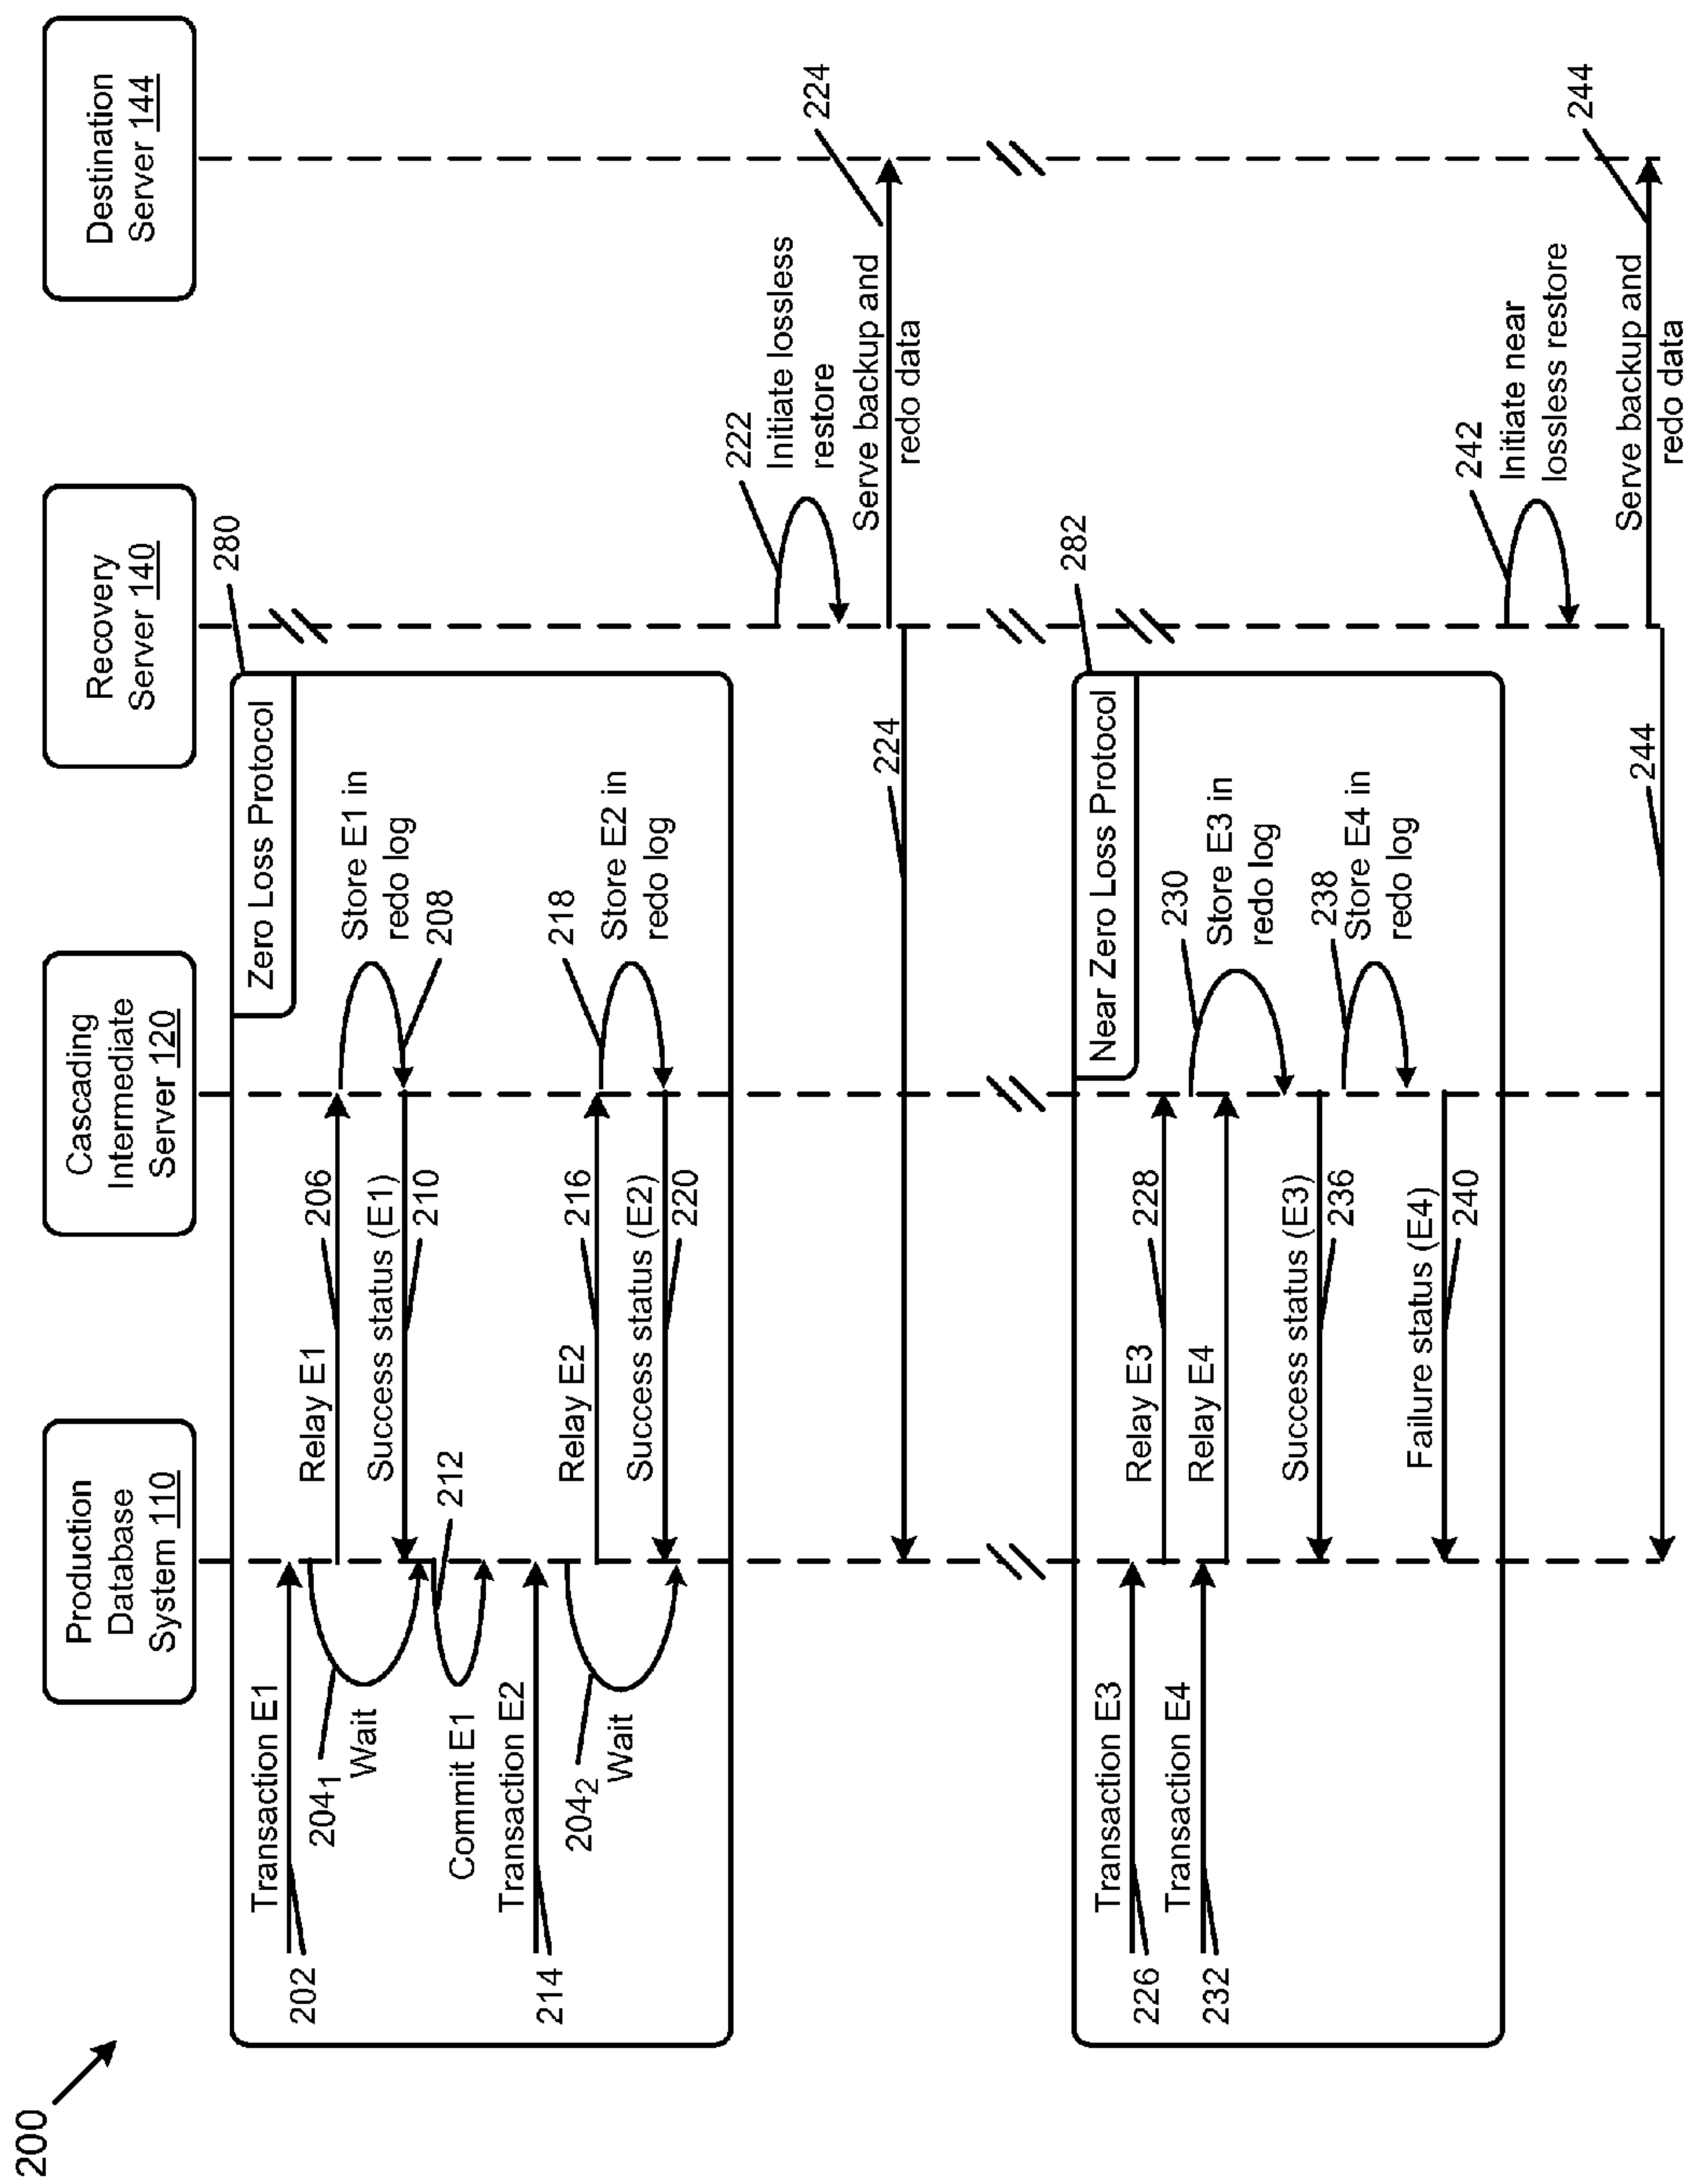 200
Production
Database
System 110
Cascading
Intermediate
Server 120
Recovery
Server 140
Destination
Server 144
280
Zero Loss Protocol
202
Transaction E1
204₁
Wait
Relay E1
206
Store E1 in
redo log
208
Success status (E1)
210
212
Commit E1
214
Transaction E2
204₂
Wait
Relay E2
216
218
Store E2 in
redo log
Success status (E2)
220
222
Initiate lossless
restore
Serve backup and
redo data
224
224
282
Near Zero Loss Protocol
226
Transaction E3
Relay E3
228
230
Store E3 in
redo log
232
Transaction E4
Relay E4
Success status (E3)
236
238
Store E4 in
redo log
Failure status (E4)
240
242
Initiate near
lossless restore
Serve backup and
redo data
244
244